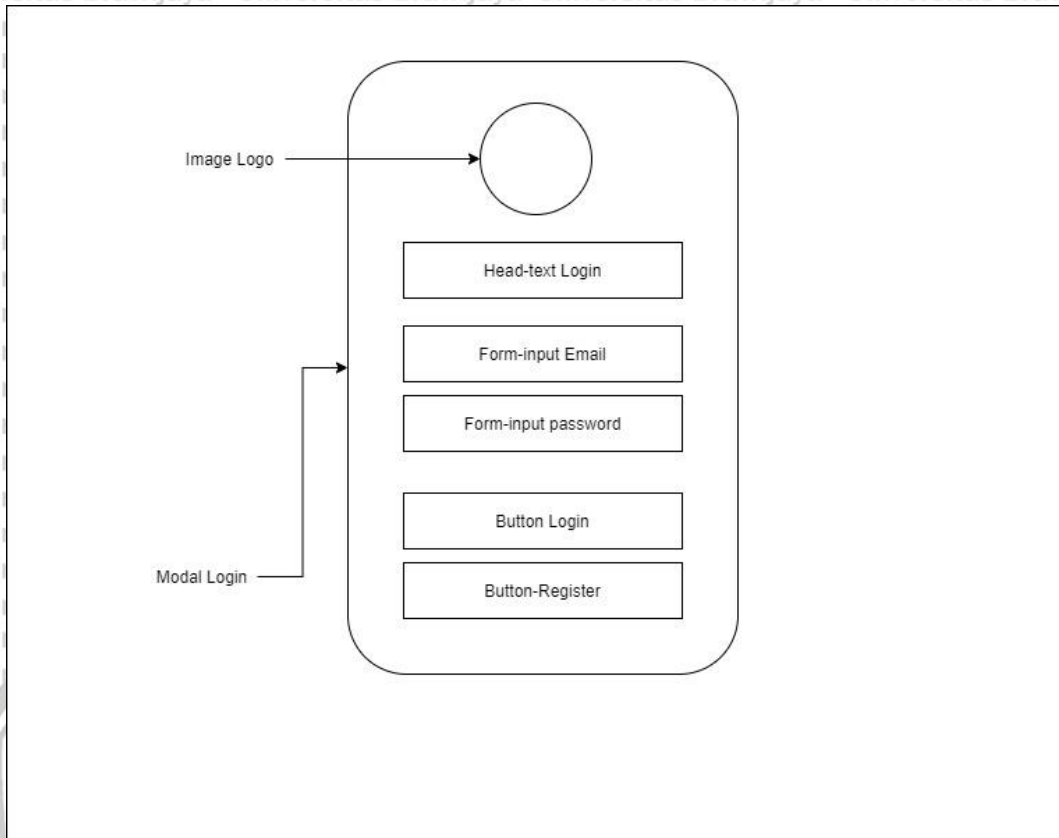 Image Logo
Head-text Login
Form-input Email
Form-input password
Button Login
Modal Login
Button-Register